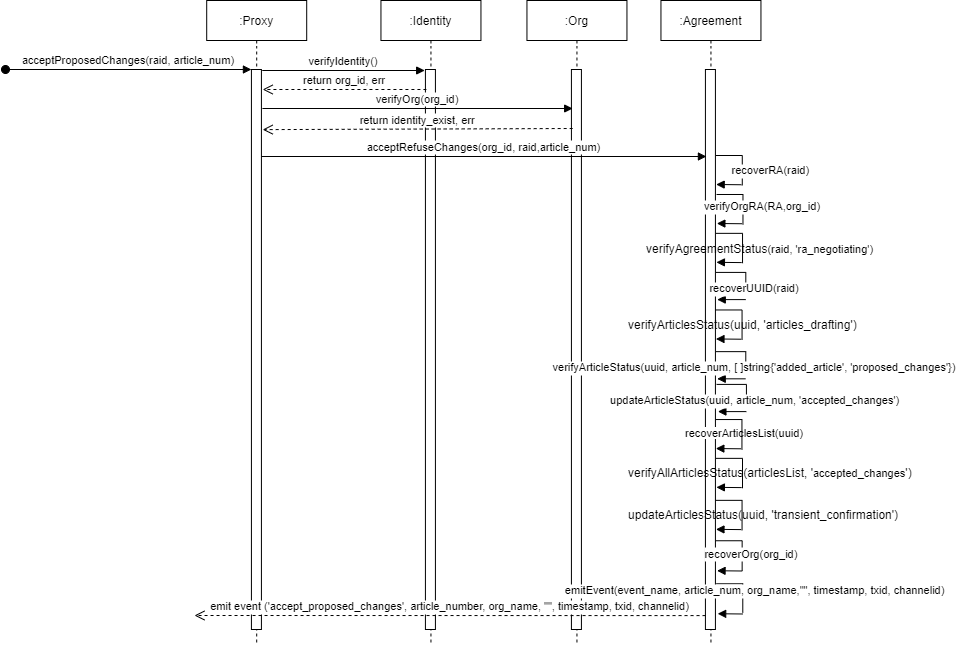 :Proxy
:Identity
:Org
:Agreement
acceptProposedChanges(raid, article_num)
verifyIdentity()
return org_id, err
verifyOrg(org_id)
return identity_exist, err
acceptRefuseChanges(org_id, raid,article_num)
recoverRA(raid)
verifyOrgRA(RA,org_id)
verifyAgreementStatus(raid, 'ra_negotiating')
recoverUUID(raid)
verifyArticlesStatus(uuid, 'articles_drafting')
verifyArticleStatus(uuid, article_num, [ ]string{'added_article', 'proposed_changes'})
updateArticleStatus(uuid, article_num, 'accepted_changes')
recoverArticlesList(uuid)
verifyAllArticlesStatus(articlesList, 'accepted_changes')
updateArticlesStatus(uuid, 'transient_confirmation')
recoverOrg(org_id)
emitEvent(event_name, article_num, org_name,"", timestamp, txid, channelid)
emit event ('accept_proposed_changes', article_number, org_name, "", timestamp, txid, channelid)